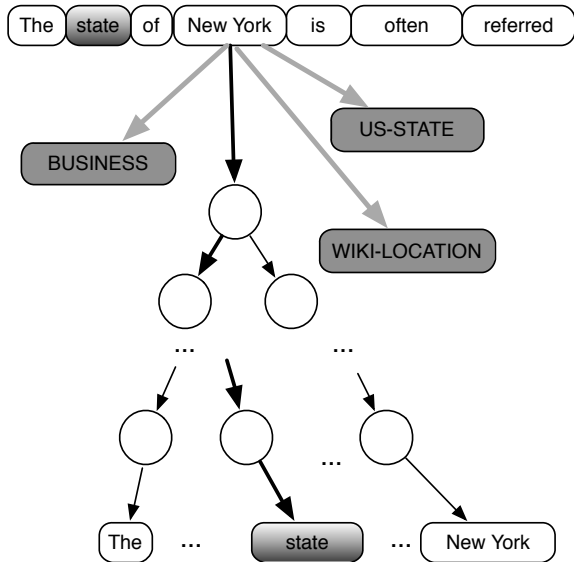 The state of New York is often referred
US-STATE
BUSINESS
WIKI-LOCATION
... ...
...
The ... state ... New York